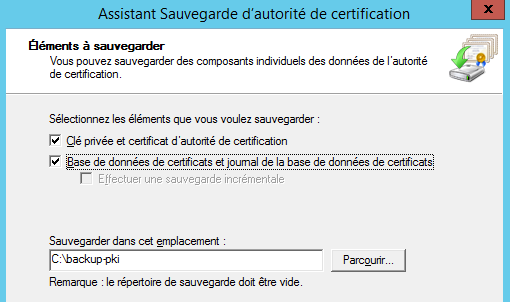 Assistant Sauvegarde d'autorité de certification
x
Éléments à sauvegarder
Vous pouvez sauvegarder des composants individuels des données de l'autorité
de certification.
Sélectionnez les éléments que vous voulez sauvegarder :
Clé privée et certificat d'autorité de certification
Base de données de certificats et journal de la base de données de certificats
Effectuer une sauvegarde incrémentale
Sauvegarder dans cet emplacement :
C:\backup-pki
Parcourir...
Remarque : le répertoire de sauvegarde doit être vide.